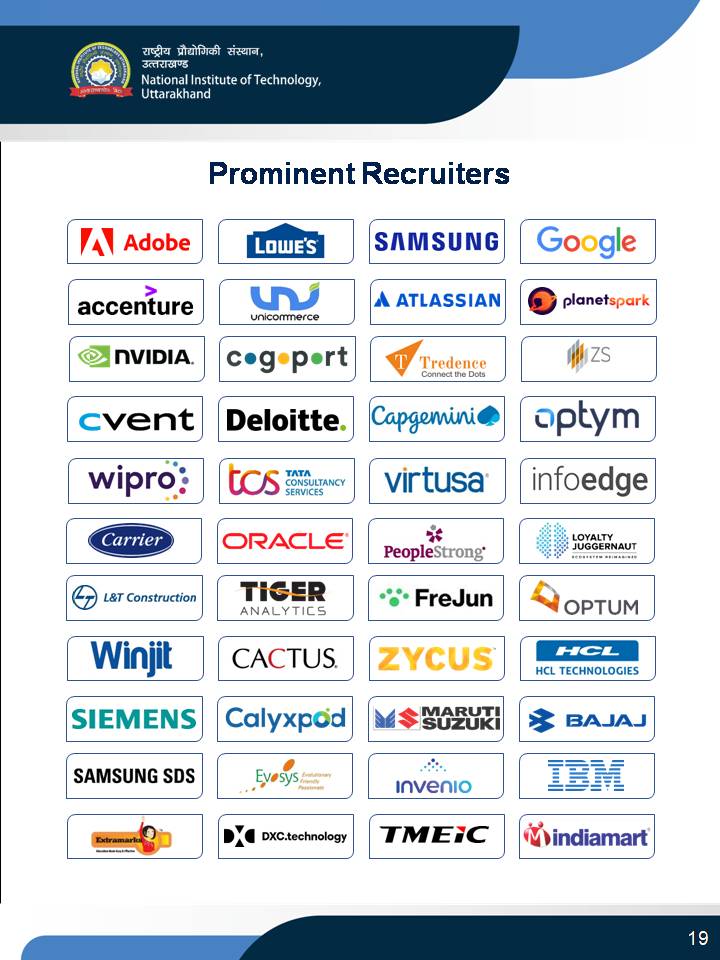 राष्ट्रीय प्रौद्योगिकी संस्थान,
उत्तराखण्ड
National Institute of Technology,
Uttarakhand
Prominent Recruiters
Adobe
LOWE'S
SAMSUNG
Google
accenture
unicommerce
ATLASSIAN
planetspark
NVIDIA.
cogoport
T
Tredence
Connect the Dots
ZS
cvent
Deloitte.
Capgemini
optym
wipro
tcs
TATA
CONSULTANCY
SERVICES
virtusa
infoedge
Carrier
ORACLE®
PeopleStrong
LOYALTY
JUGGERNAUT
ECOSYSTEM REIMAGINED
L&T Construction
TIGER
ANALYTICS
FreJun
OPTUM
Winjit
CACTUS®
ZYCUS
HCL
HCL TECHNOLOGIES
SIEMENS
Calyxpod
MARUTI
SUZUKI
BAJAJ
SAMSUNG SDS
Evosys
Evolutionary
Friendly
Passionate
INVENIO
IBM
Extramarks
DXC.technology
TMEiC
indiamart
19